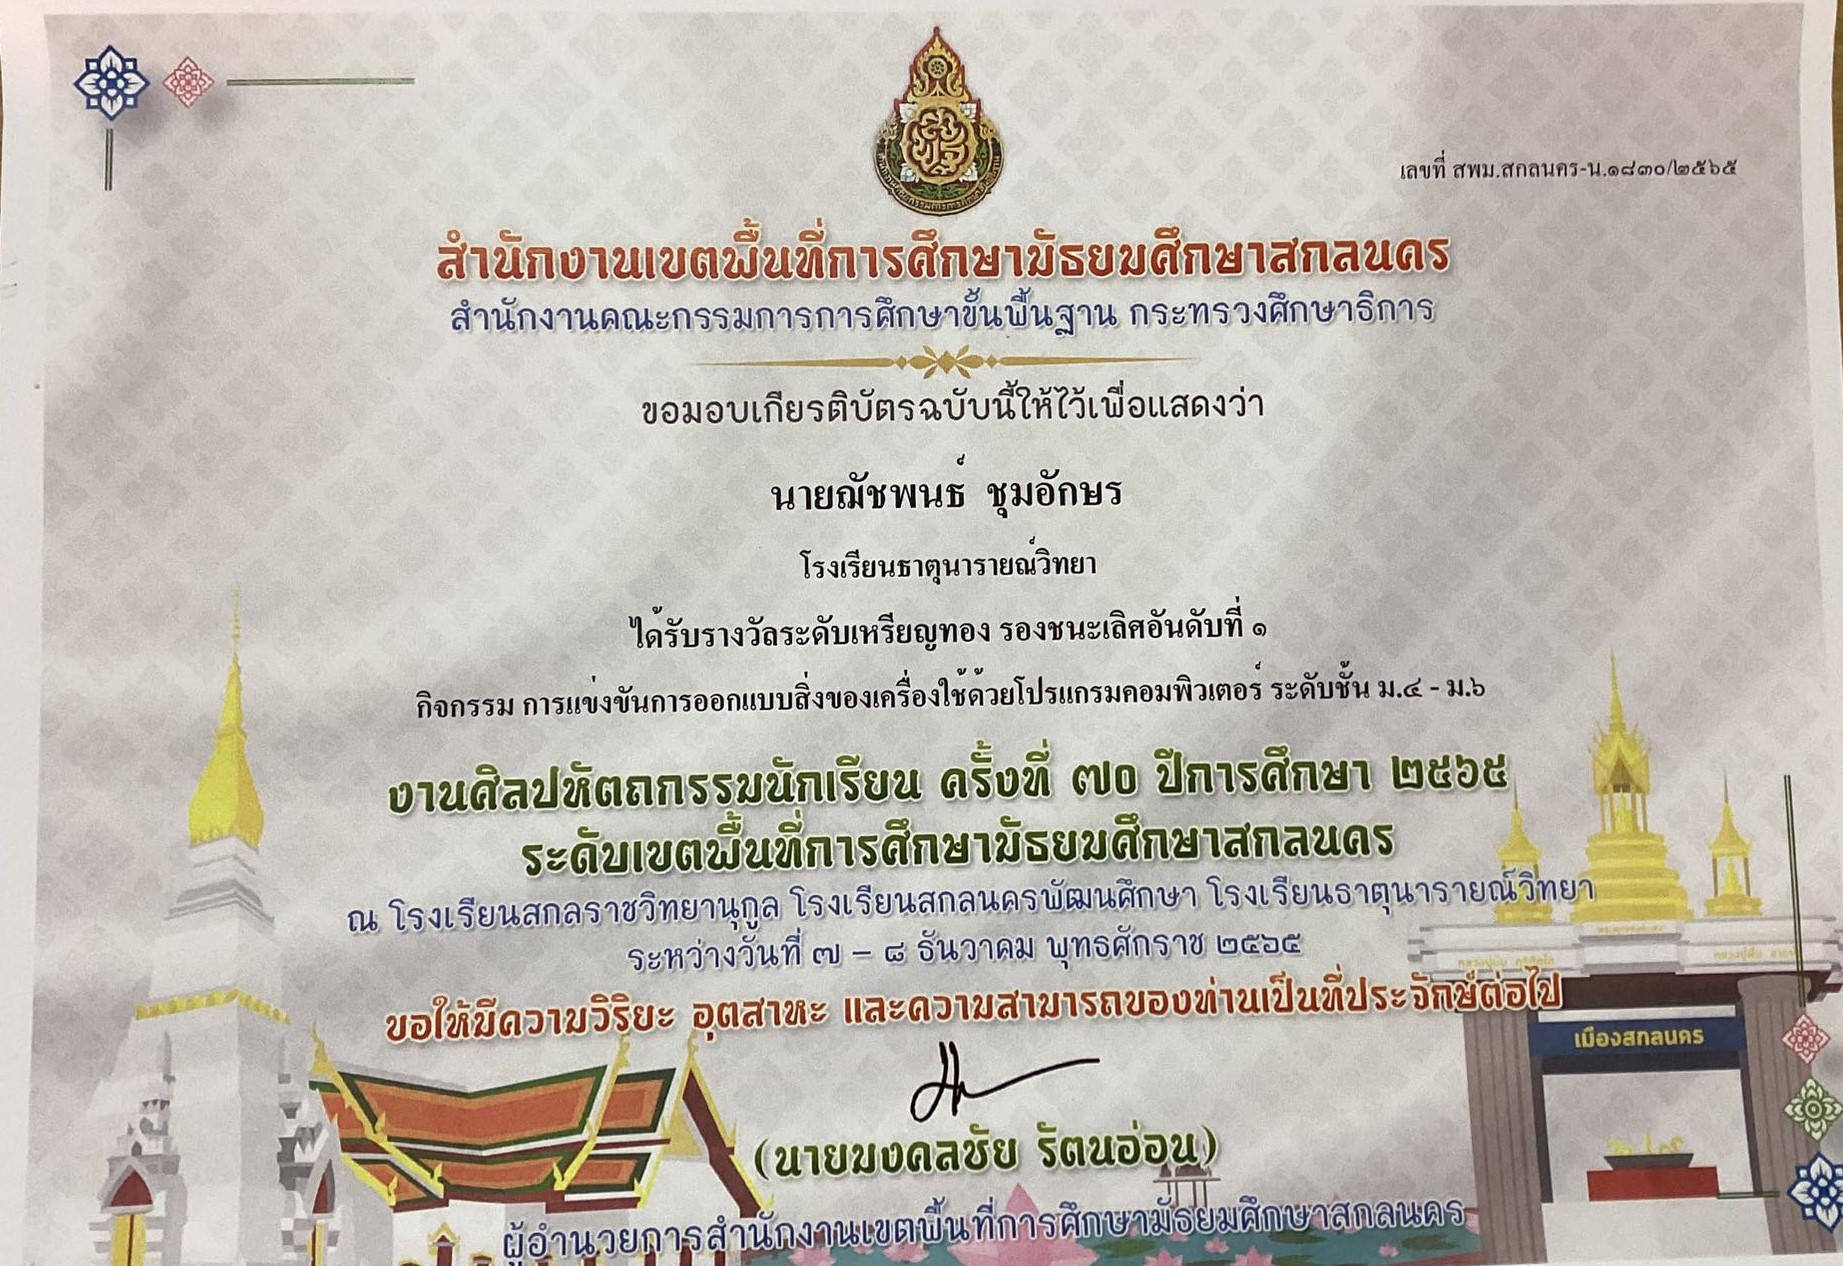 เลขที่ สพม.สกลนคร-น.๑๘๓๐/๒๕๖๕
สำนักงานเขตพื้นที่การศึกษามัธยมศึกษาสกลนคร
สำนักงานคณะกรรมการการศึกษาขั้นพื้นฐาน กระทรวงศึกษาธิการ
ขอมอบเกียรติบัตรฉบับนี้ให้ไว้เพื่อแสดงว่า
นายณัชพนธ์ ชุมอักษร
โรงเรียนธาตุนารายณ์วิทยา
ได้รับรางวัลระดับเหรียญทอง รองชนะเลิศอันดับที่ ๑
กิจกรรม การแข่งขันการออกแบบสิ่งของเครื่องใช้ด้วยโปรแกรมคอมพิวเตอร์ ระดับชั้น ม.๔ - ม.๖
งานศิลปหัตถกรรมนักเรียน ครั้งที่ ๗๐ ปีการศึกษา ๒๕๖๕
ระดับเขตพื้นที่การศึกษามัธยมศึกษาสกลนคร
ณ โรงเรียนสกลราชวิทยานุกูล โรงเรียนสกลนครพัฒนศึกษา โรงเรียนธาตุนารายณ์วิทยา
ระหว่างวันที่ ๗ – ๘ ธันวาคม พุทธศักราช ๒๕๖๕
ขอให้มีความวิริยะ อุตสาหะ และความสามารถของท่านเป็นที่ประจักษ์ต่อไป
เมืองสกลนคร
(นายมงคลชัย รัตนอ่อน)
ผู้อำนวยการสำนักงานเขตพื้นที่การศึกษามัธยมศึกษาสกลนคร